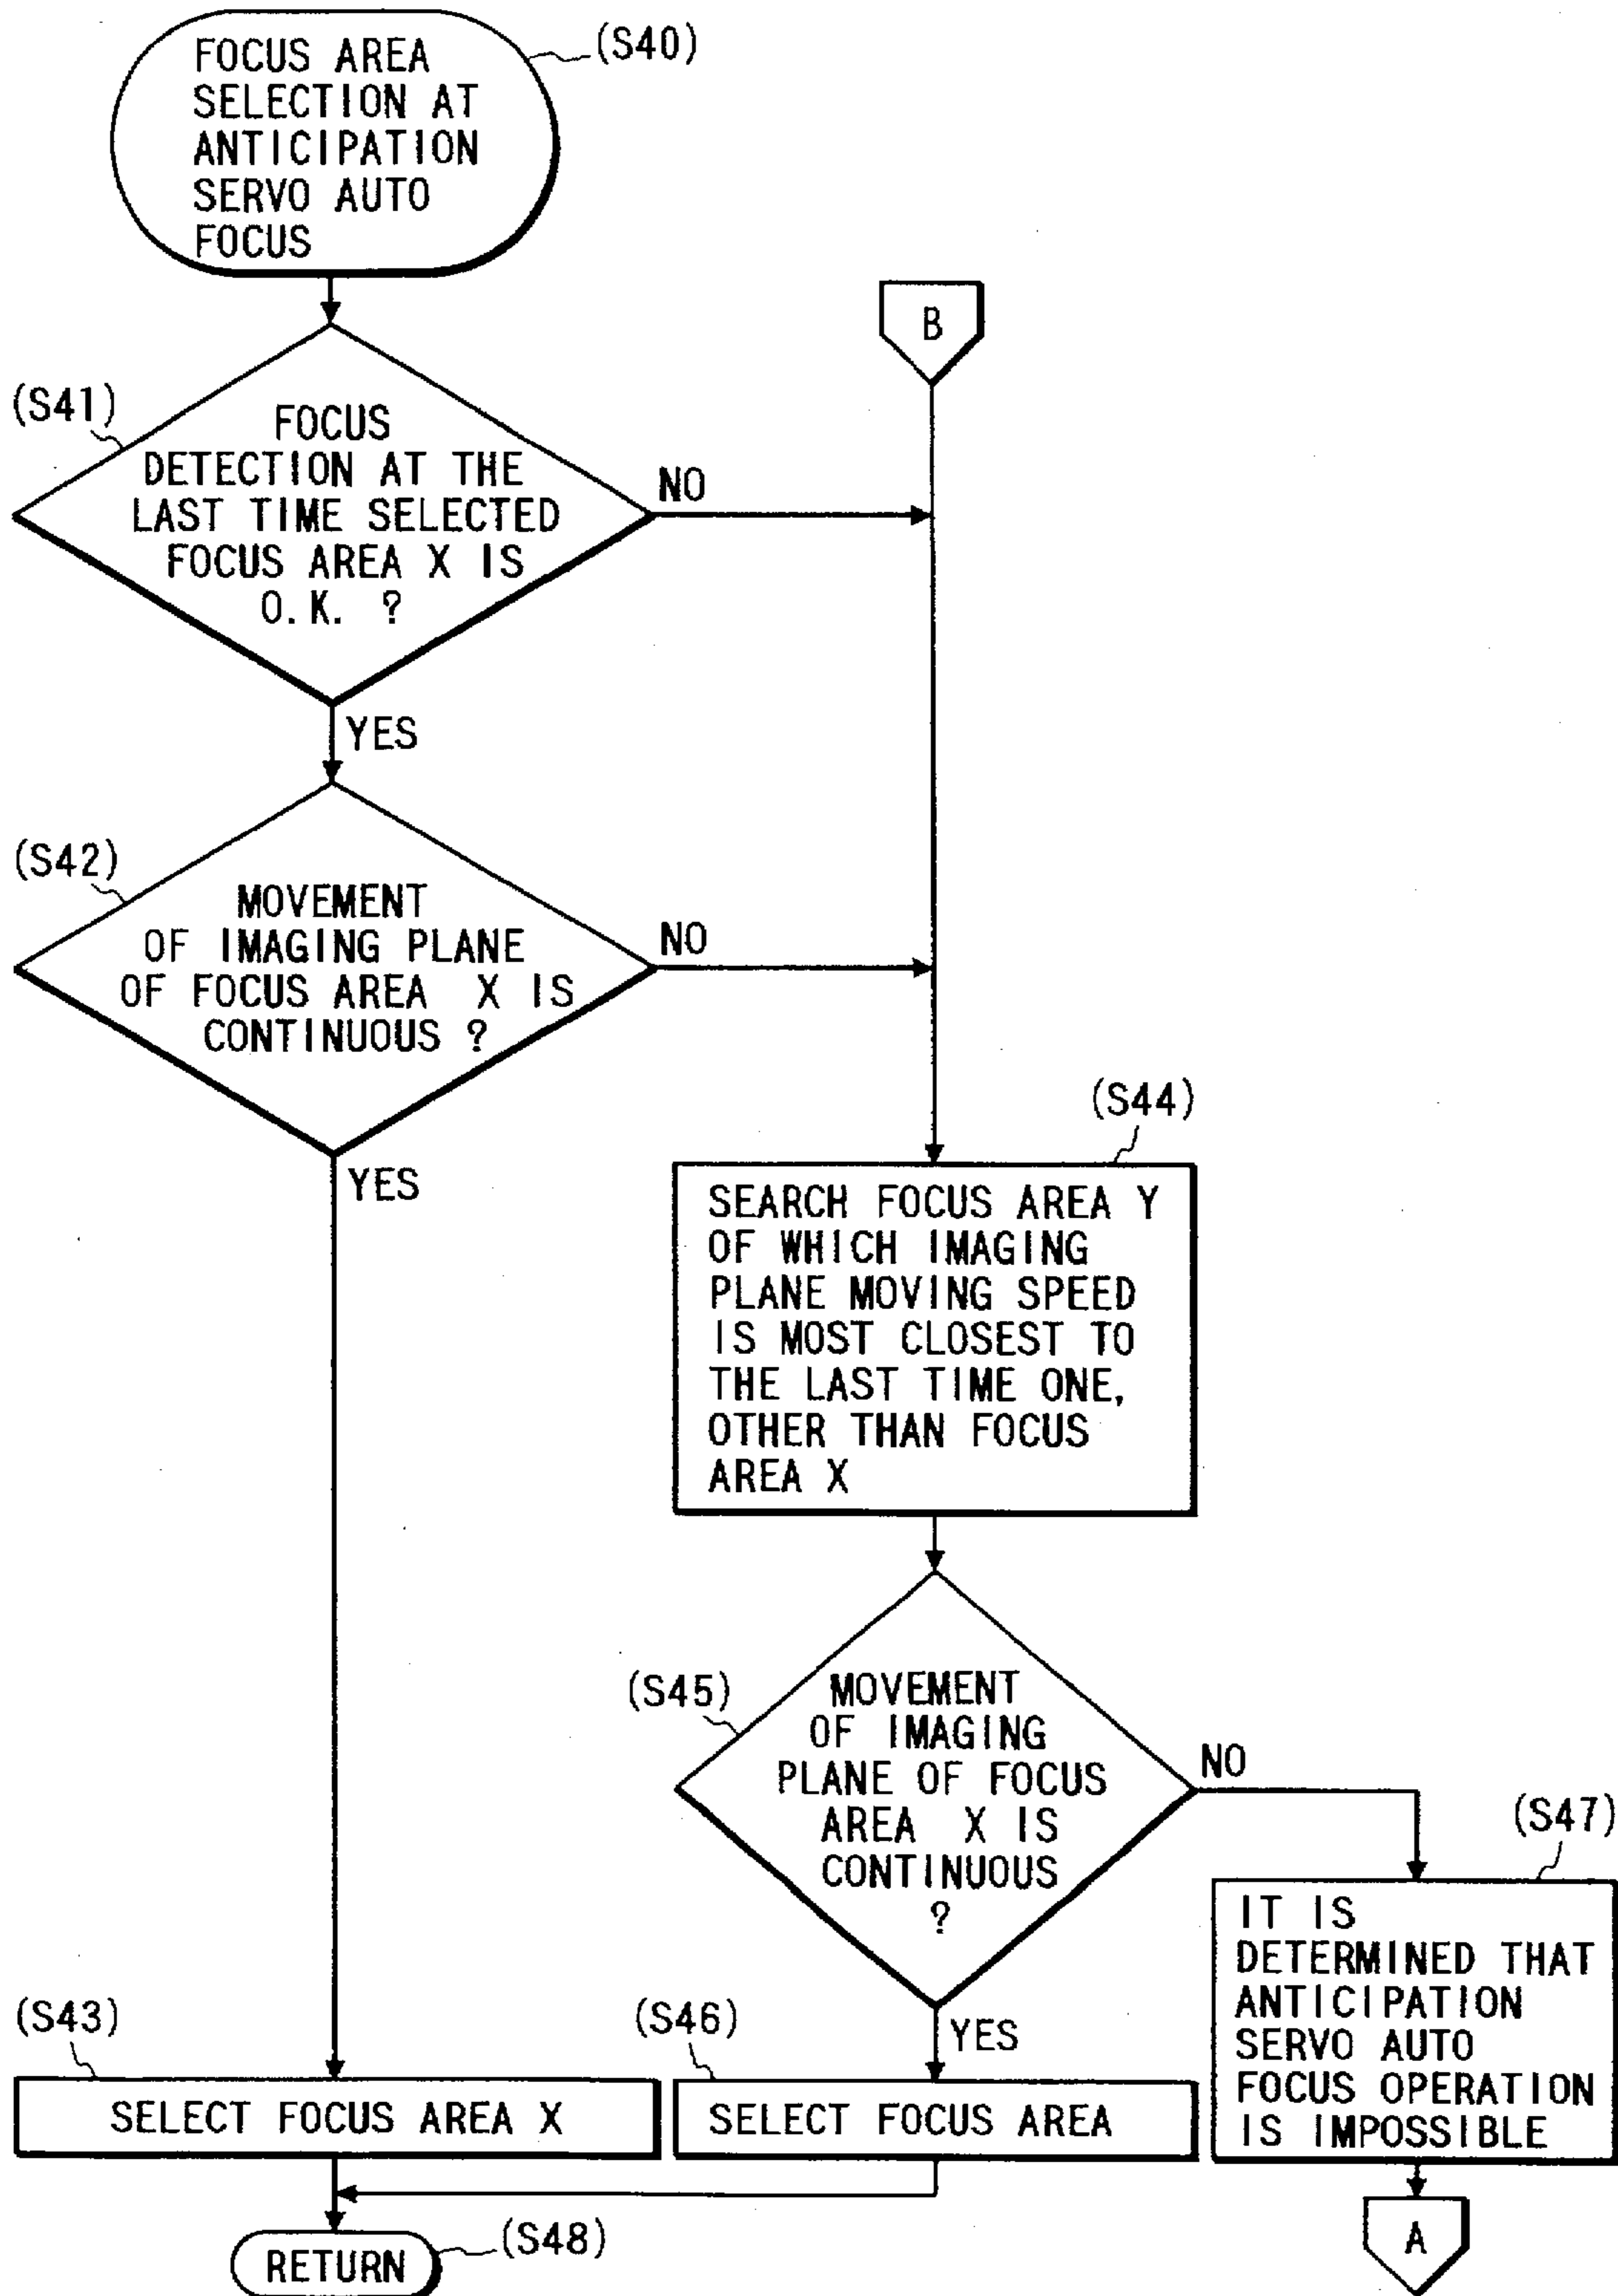 (S40)
FOCUS AREA
SELECTION AT
ANTICIPATION
SERVO AUTO
FOCUS
B
(S41)
FOCUS
DETECTION AT THE
LAST TIME SELECTED
FOCUS AREA X IS
O.K. ?
NO
YES
(S42)
MOVEMENT
OF IMAGING PLANE
OF FOCUS AREA X IS
CONTINUOUS ?
NO
YES
(S44)
SEARCH FOCUS AREA Y
OF WHICH IMAGING
PLANE MOVING SPEED
IS MOST CLOSEST TO
THE LAST TIME ONE,
OTHER THAN FOCUS
AREA X
(S45)
MOVEMENT
OF IMAGING
PLANE OF FOCUS
AREA X IS
CONTINUOUS
?
NO
YES
(S47)
IT IS
DETERMINED THAT
ANTICIPATION
SERVO AUTO
FOCUS OPERATION
IS IMPOSSIBLE
(S43)
SELECT FOCUS AREA X
(S46)
SELECT FOCUS AREA
A
RETURN
(S48)